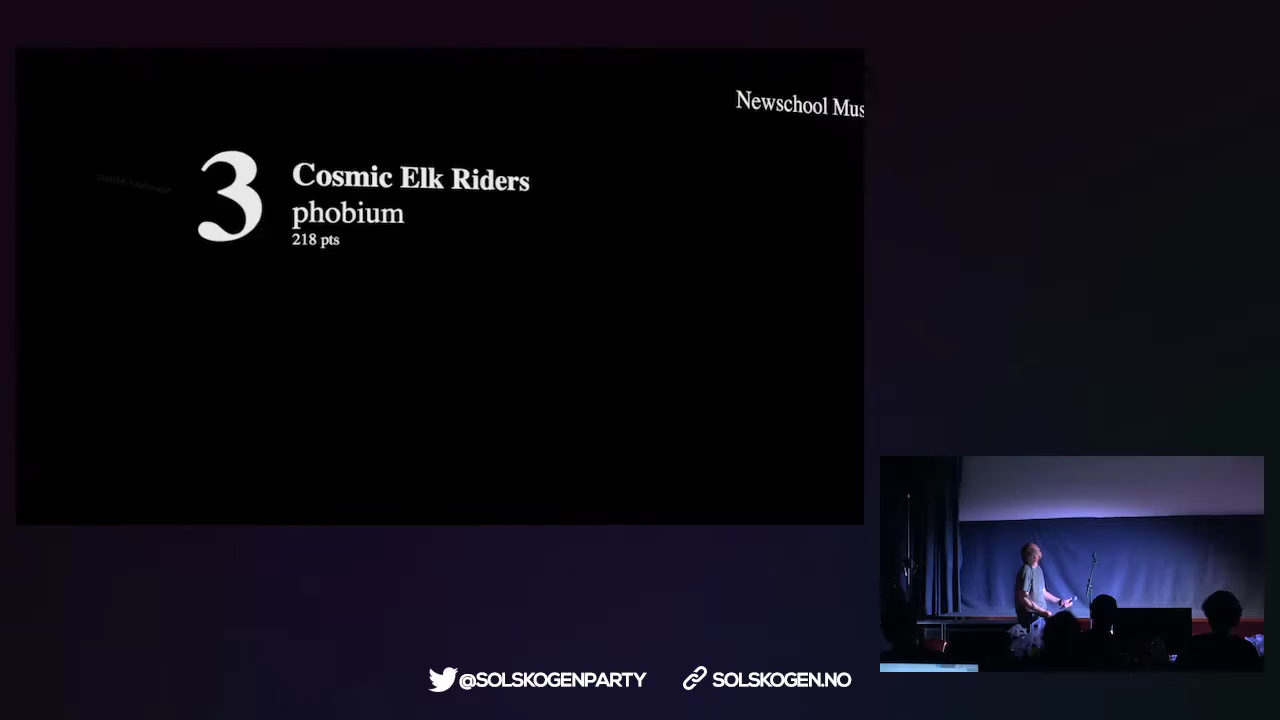 Newschool Mus
3
Cosmic Elk Riders
phobium
218 pts
@SOLSKOGENPARTY
SOLSKOGEN.NO